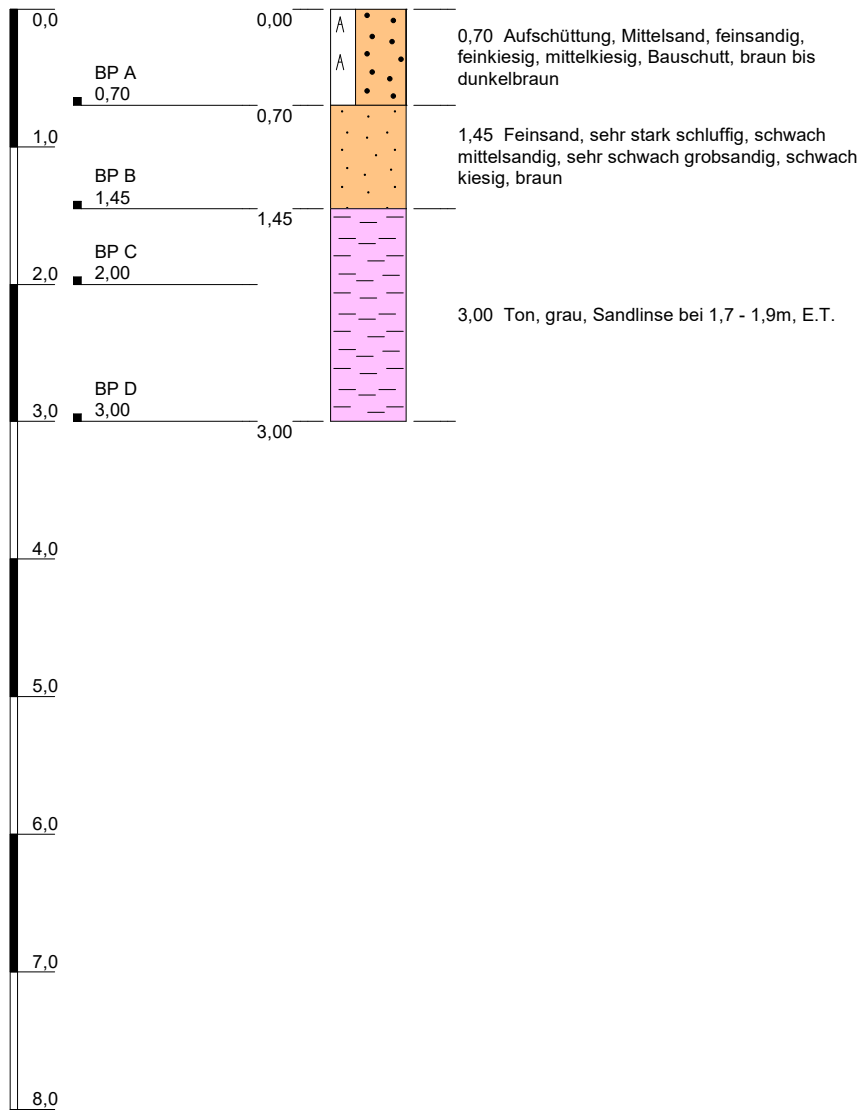 0,0
0,00
0,70 Aufschüttung, Mittelsand, feinsandig,
feinkiesig, mittelkiesig, Bauschutt, braun bis
dunkelbraun
A
A
BP A
0,70
0,70
1,0
1,45 Feinsand, sehr stark schluffig, schwach
mittelsandig, sehr schwach grobsandig, schwach
kiesig, braun
BP B
1,45
1,45
BP C
2,00
2,0
3,00 Ton, grau, Sandlinse bei 1,7 - 1,9m, E.T.
BP D
3,00
3,0
3,00
4,0
5,0
6,0
7,0
8,0